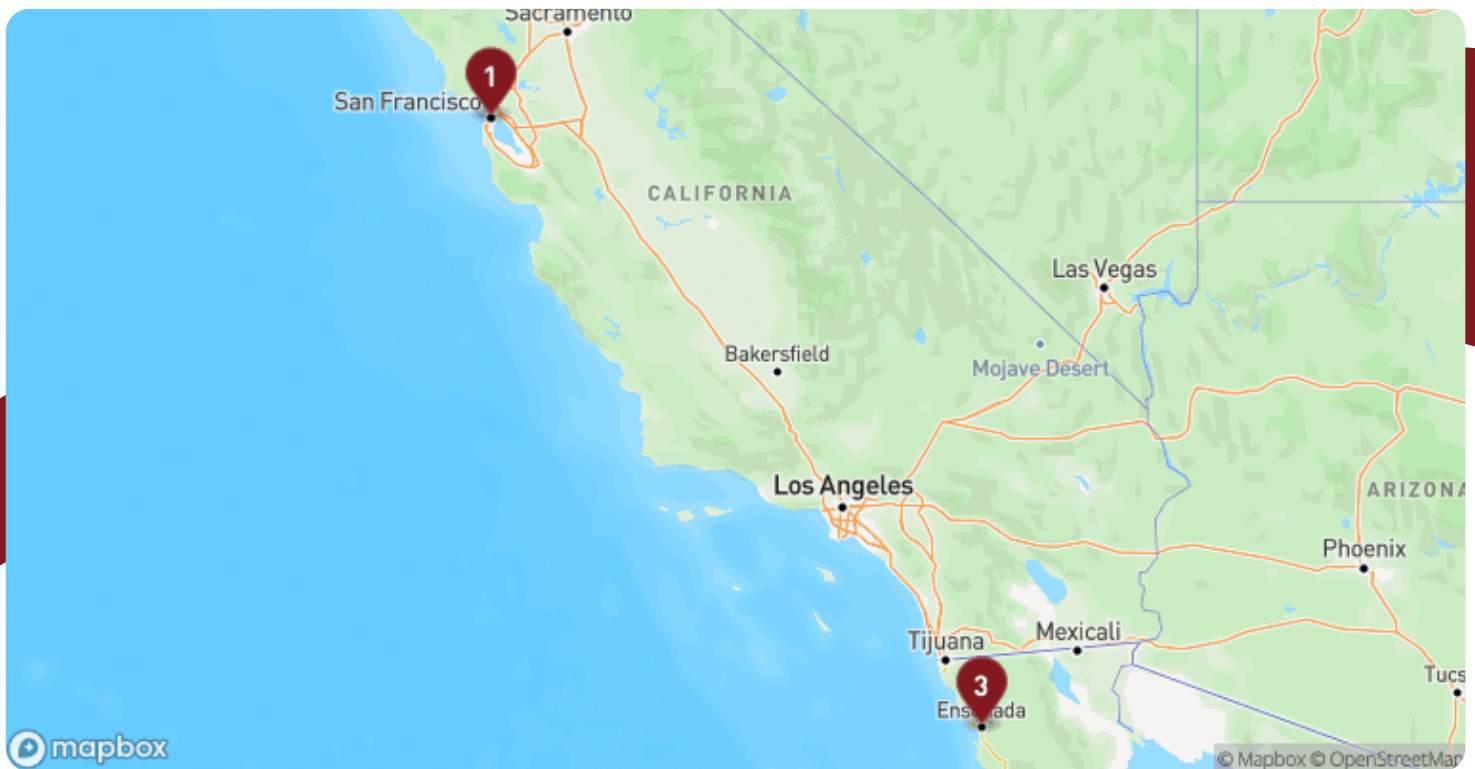 Sacramento
1
San Francisco
CALIFORNIA
Las Vegas
Bakersfield
Mojave Desert
Los Angeles
ARIZONA
Phoenix
Mexicali
Tijuana
Tucs
3
Ensenada
mapbox
© Mapbox © OpenStreetMap